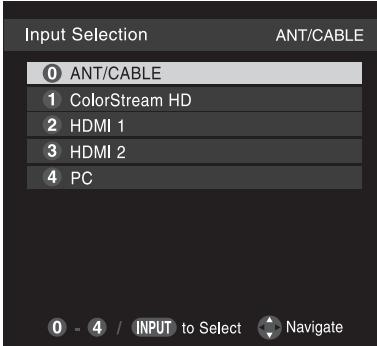 Input Selection ANT/CABLE
0 ANT/CABLE
1 ColorStream HD
2 HDMI 1
3 HDMI 2
4 PC
0 - 4 / INPUT to Select Navigate